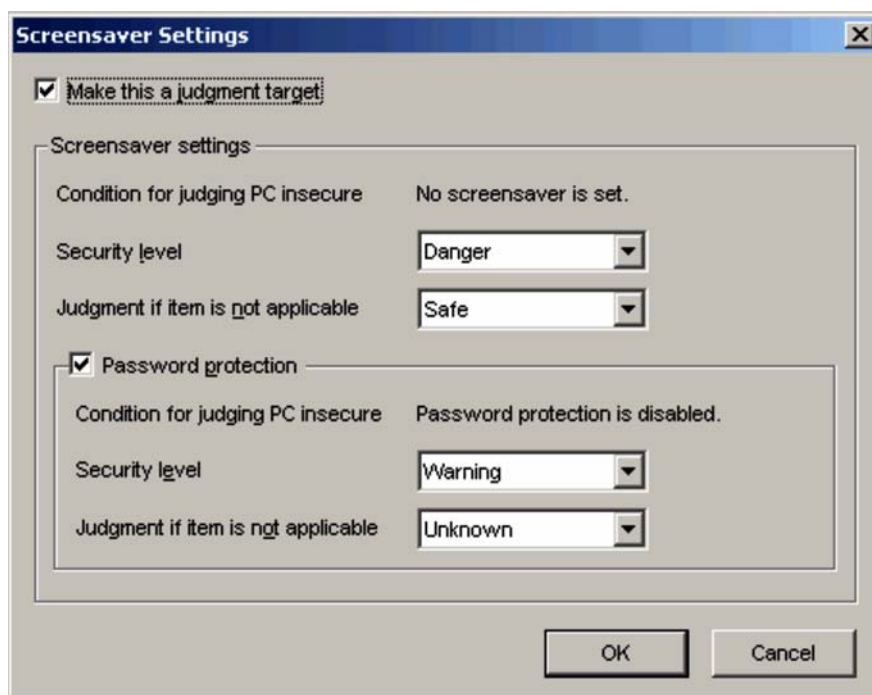 Screensaver Settings
Make this a judgment target
Screensaver settings
Condition for judging PC insecure No screensaver is set.
Security level Danger
Judgment if item is not applicable Safe
Password protection
Condition for judging PC insecure Password protection is disabled.
Security level Warning
Judgment if item is not applicable Unknown
OK Cancel